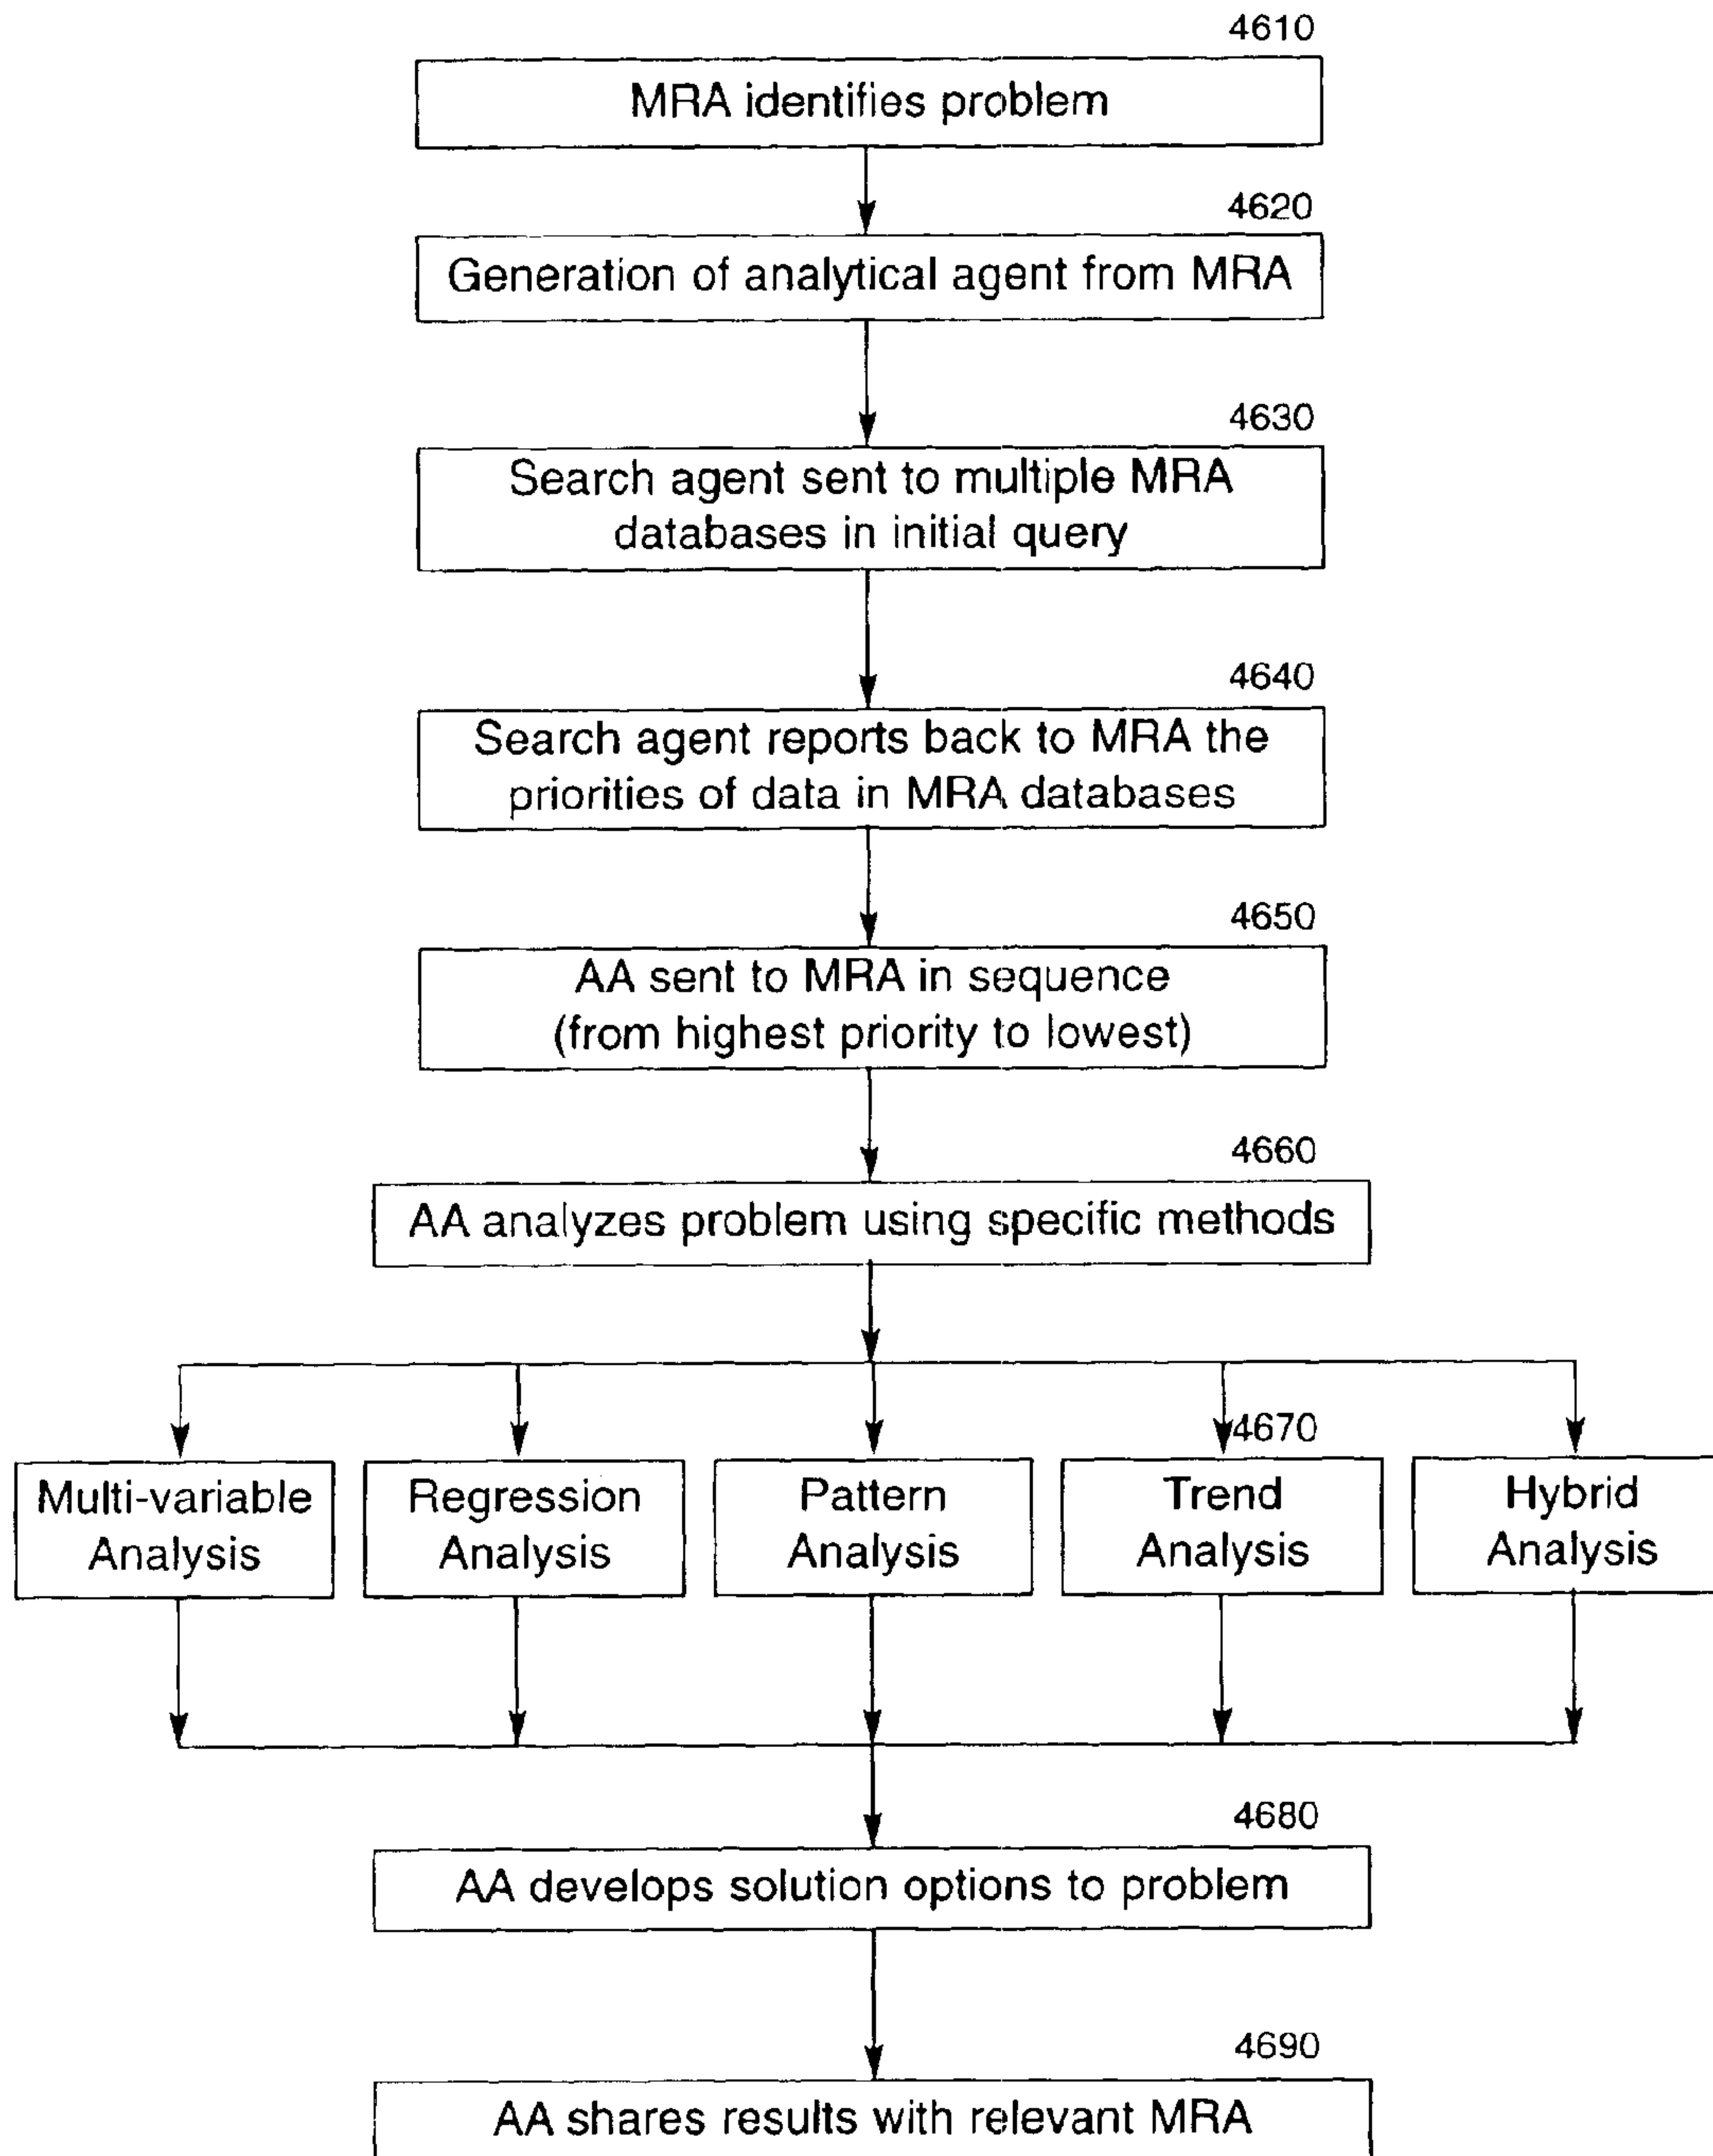 4610
MRA identifies problem
4620
Generation of analytical agent from MRA
4630
Search agent sent to multiple MRA
databases in initial query
4640
Search agent reports back to MRA the
priorities of data in MRA databases
4650
AA sent to MRA in sequence
(from highest priority to lowest)
4660
AA analyzes problem using specific methods
4670
Multi-variable
Analysis
Regression
Analysis
Pattern
Analysis
Trend
Analysis
Hybrid
Analysis
4680
AA develops solution options to problem
4690
AA shares results with relevant MRA